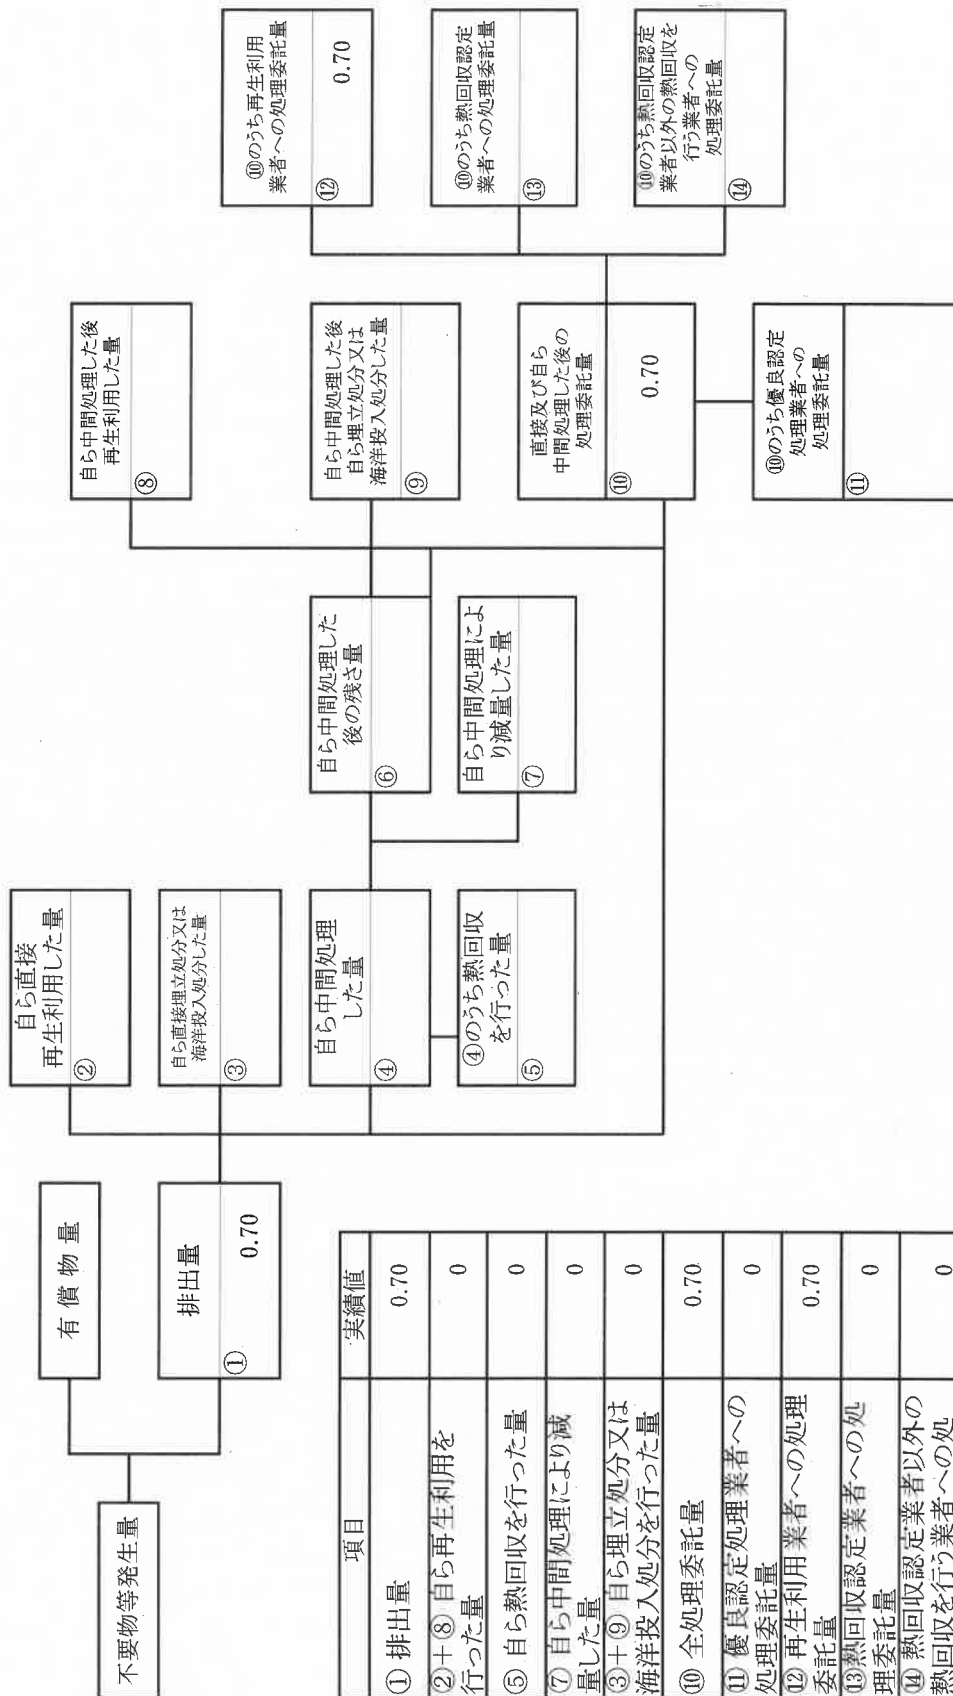 不要物等発生量
有償物量
排出量
①
0.70
自ら直接
再生利用した量
②
自ら直接埋立処分又は
海洋投入処分した量
③
自ら中間処理
した量
④
④のうち熱回収
を行った量
⑤
自ら中間処理した
後の残さ量
⑥
自ら中間処理によ
り減量した量
⑦
自ら中間処理した後
再生利用した量
⑧
自ら中間処理した後
自ら埋立処分又は
海洋投入処分した量
⑨
直接及び自ら
中間処理した後の
処理委託量
⑩
0.70
⑩のうち優良認定
処理業者への
処理委託量
⑪
⑩のうち再生利用
業者への処理委託量
⑫
0.70
⑩のうち熱回収認定
業者への処理委託量
⑬
⑩のうち熱回収認定
業者以外の熱回収を
行う業者への
処理委託量
⑭
項目 実績値
① 排出量 0.70
②+⑧ 自ら再生利用を
行った量 0
⑤ 自ら熱回収を行った量 0
⑦ 自ら中間処理により減
量した量 0
③+⑨ 自ら埋立処分又は
海洋投入処分を行った量 0
⑩ 全処理委託量 0.70
⑪ 優良認定処理業者への
処理委託量 0
⑫ 再生利用業者への処理
委託量 0.70
⑬熱回収認定業者への処
理委託量 0
⑭ 熱回収認定業者以外の
熱回収を行う業者への処 0